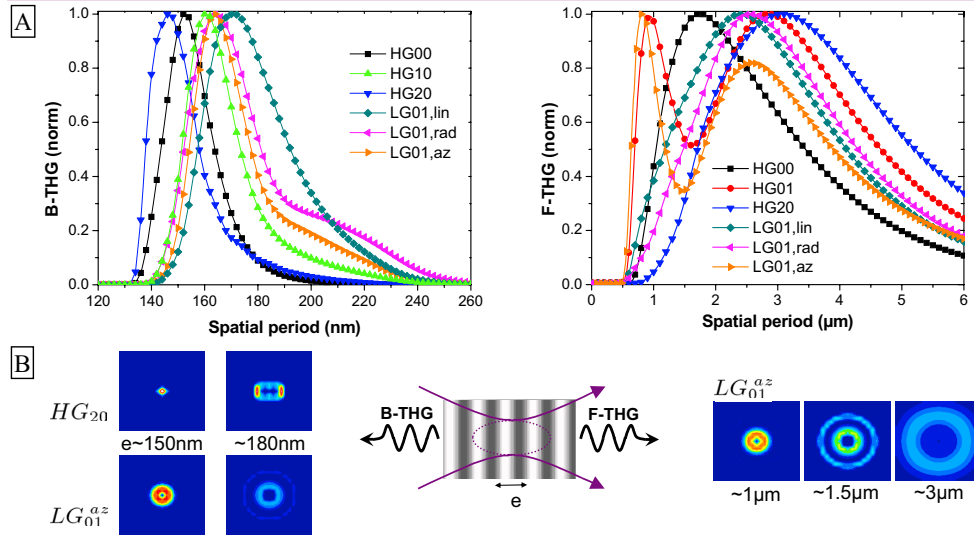 A
B-THG (norm)
1.0
0.8
0.6
0.4
0.2
0.0
HG00
HG10
HG20
LG01,lin
LG01,rad
LG01,az
120 140 160 180 200 220 240 260
Spatial period (nm)
F-THG (norm)
1.0
0.8
0.6
0.4
0.2
0.0
HG00
HG01
HG20
LG01,lin
LG01,rad
LG01,az
0 1 2 3 4 5 6
Spatial period (µm)
B
HG20
e~150nm ~180nm
LG01 az
B-THG F-THG
e
LG01 az
~1µm ~1.5µm ~3µm